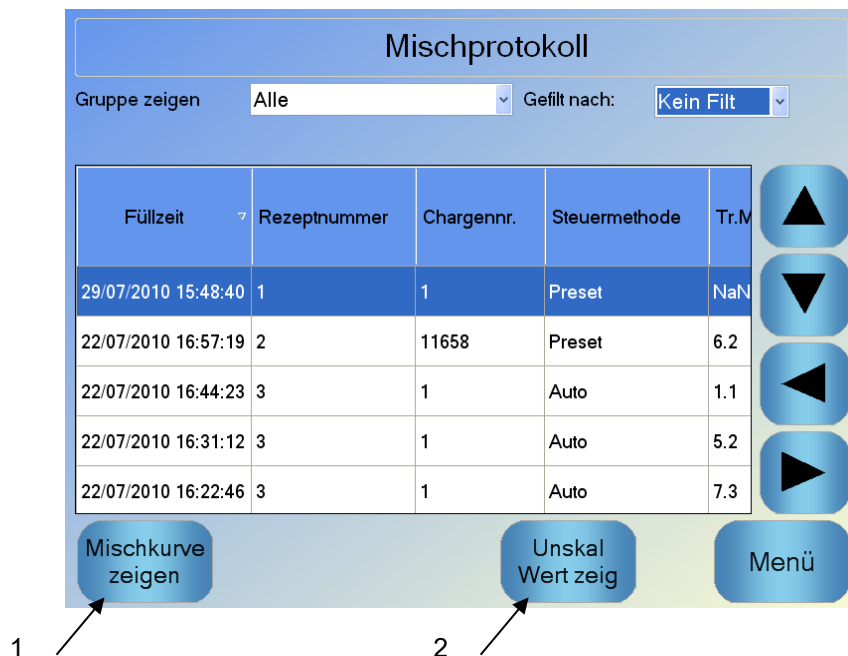 Mischprotokoll
Gruppe zeigen Alle Gefilt nach: Kein Filt
Füllzeit Rezeptnummer Chargennr. Steuermethode Tr.M
29/07/2010 15:48:40 1 1 Preset NaN
22/07/2010 16:57:19 2 11658 Preset 6.2
22/07/2010 16:44:23 3 1 Auto 1.1
22/07/2010 16:31:12 3 1 Auto 5.2
22/07/2010 16:22:46 3 1 Auto 7.3
Mischkurve
zeigen
Unskal
Wert zeig
Menü
1 2